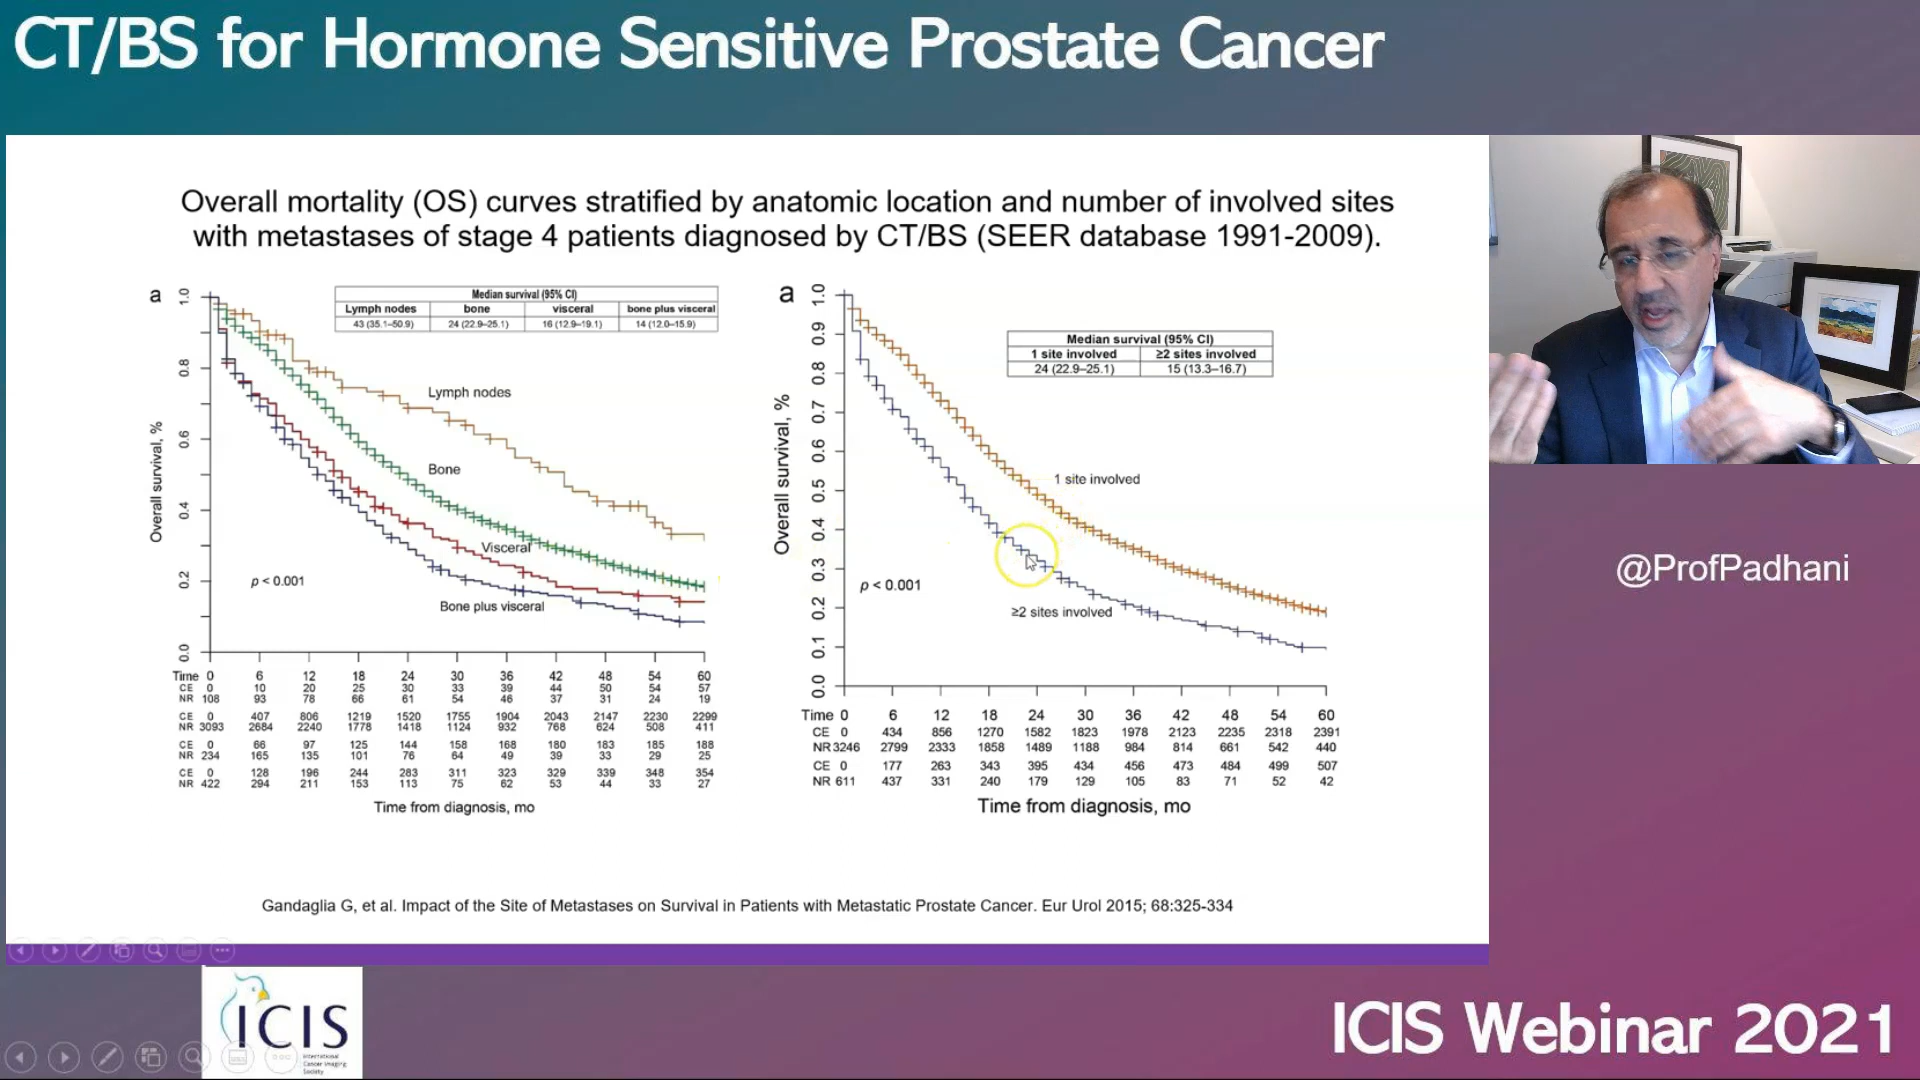 CT/BS for Hormone Sensitive Prostate Cancer
Overall mortality (OS) curves stratified by anatomic location and number of involved sites
with metastases of stage 4 patients diagnosed by CT/BS (SEER database 1991-2009).
a
Median survival (95% CI)
Lymph nodes bone visceral bone plus visceral
43 (35.1–50.9) 24 (22.9–25.1) 16 (12.9–19.1) 14 (12.0–15.9)
1.0
0.8
0.6
0.4
0.2
0.0
Overall survival, %
Lymph nodes
Bone
Visceral
Bone plus visceral
p < 0.001
Time 0 6 12 18 24 30 36 42 48 54 60
CE 0 10 20 25 30 33 39 44 50 54 57
NR 108 93 78 66 61 54 46 37 31 24 19
CE 0 407 806 1219 1520 1755 1904 2043 2147 2230 2299
NR 3093 2684 2240 1778 1418 1124 932 768 624 508 411
CE 0 66 97 125 144 158 168 180 183 185 188
NR 234 165 135 101 76 64 49 39 33 29 25
CE 0 128 196 244 283 311 323 329 339 348 354
NR 422 294 211 153 113 75 62 53 44 33 27
Time from diagnosis, mo
a
Median survival (95% CI)
1 site involved ≥2 sites involved
24 (22.9–25.1) 15 (13.3–16.7)
1.0
0.9
0.8
0.7
0.6
0.5
0.4
0.3
0.2
0.1
0.0
Overall survival, %
1 site involved
≥2 sites involved
p < 0.001
Time 0 6 12 18 24 30 36 42 48 54 60
CE 0 434 856 1270 1582 1823 1978 2123 2235 2318 2391
NR 3246 2799 2333 1858 1489 1188 984 814 661 542 440
CE 0 177 263 343 395 434 456 473 484 499 507
NR 611 437 331 240 179 129 105 83 71 52 42
Time from diagnosis, mo
Gandaglia G, et al. Impact of the Site of Metastases on Survival in Patients with Metastatic Prostate Cancer. Eur Urol 2015; 68:325-334
@ProfPadhani
ICIS
International
Cancer Imaging
Society
ICIS Webinar 2021